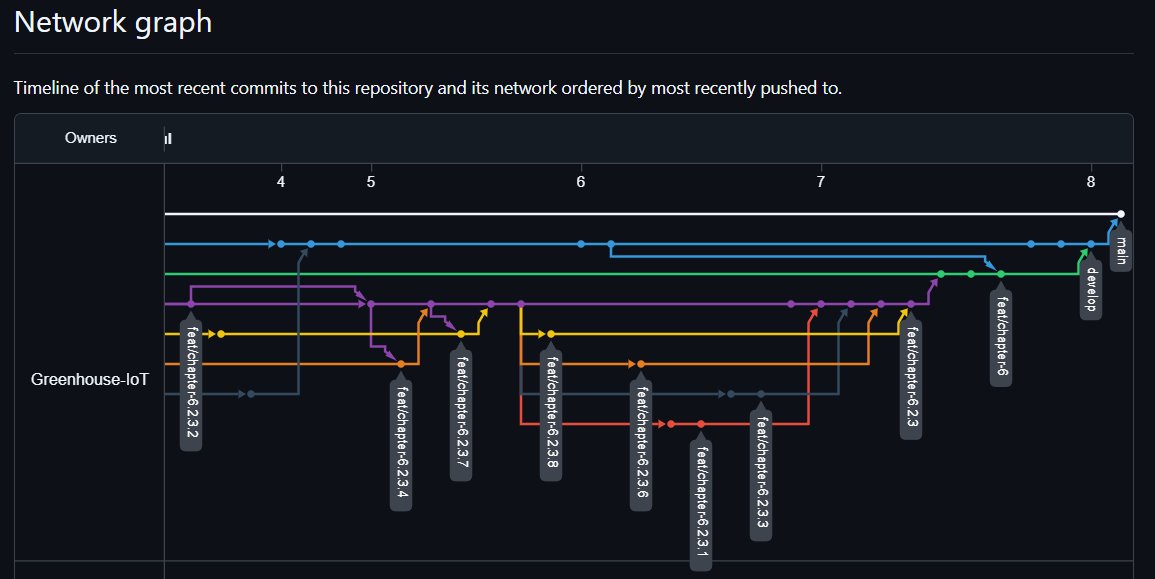 Network graph
Timeline of the most recent commits to this repository and its network ordered by most recently pushed to.
Owners
4 5 6 7 8
Greenhouse-IoT
feat/chapter-6.2.3.2
feat/chapter-6.2.3.4
feat/chapter-6.2.3.7
feat/chapter-6.2.3.8
feat/chapter-6.2.3.6
feat/chapter-6.2.3.1
feat/chapter-6.2.3.3
feat/chapter-6.2.3
feat/chapter-6
develop
main